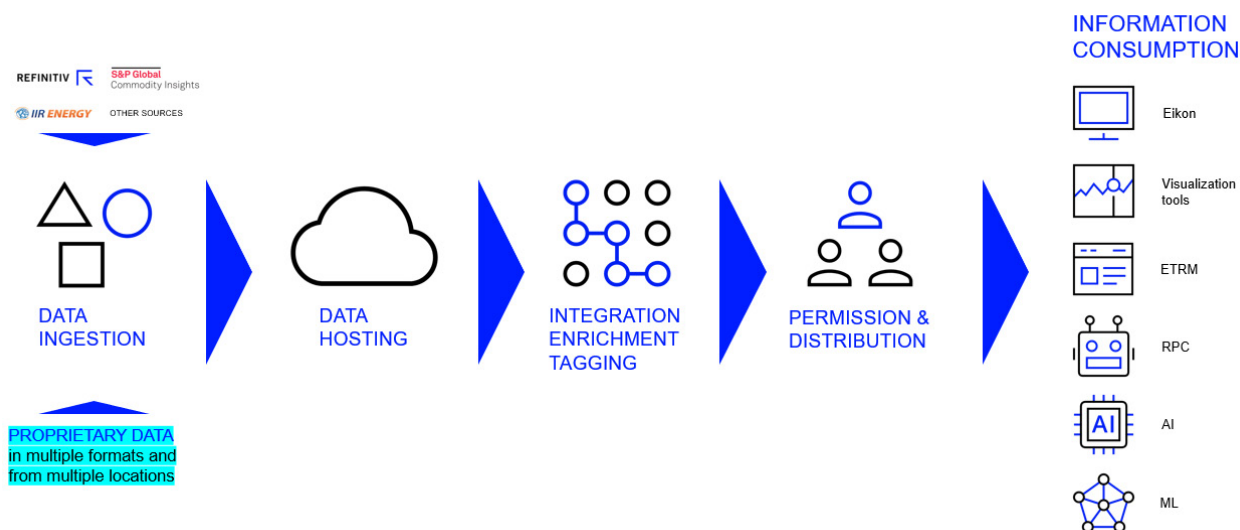 REFINITIV
S&P Global
Commodity Insights
IIR ENERGY
OTHER SOURCES
DATA
INGESTION
PROPRIETARY DATA
in multiple formats and
from multiple locations
DATA
HOSTING
INTEGRATION
ENRICHMENT
TAGGING
PERMISSION &
DISTRIBUTION
INFORMATION
CONSUMPTION
Eikon
Visualization
tools
ETRM
RPC
AI
AI
ML